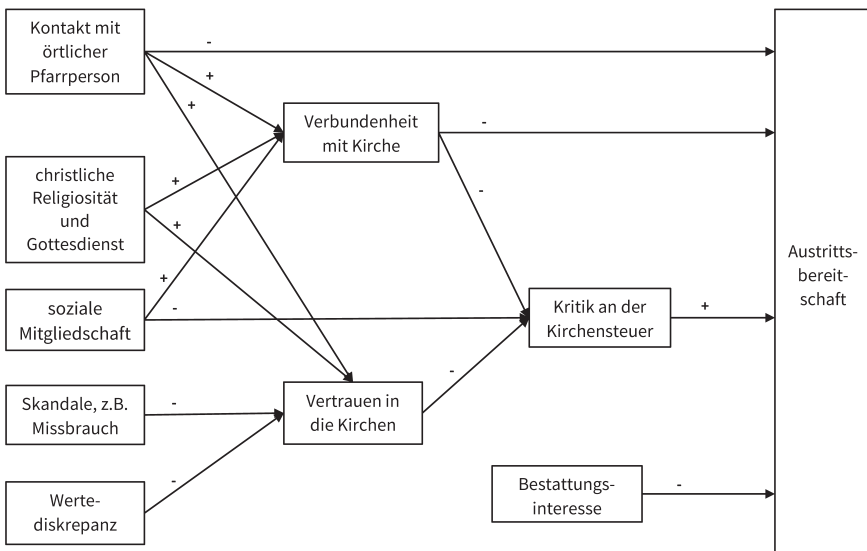 Kontakt mit
örtlicher
Pfarrperson
-
+
+
Verbundenheit
mit Kirche
-
-
christliche
Religiosität
und
Gottesdienst
+
+
Austritts-
bereit-
schaft
soziale
Mitgliedschaft
+
-
Kritik an der
Kirchensteuer
+
Skandale, z.B.
Missbrauch
-
Vertrauen in
die Kirchen
-
Werte-
diskrepanz
-
Bestattungs-
interesse
-